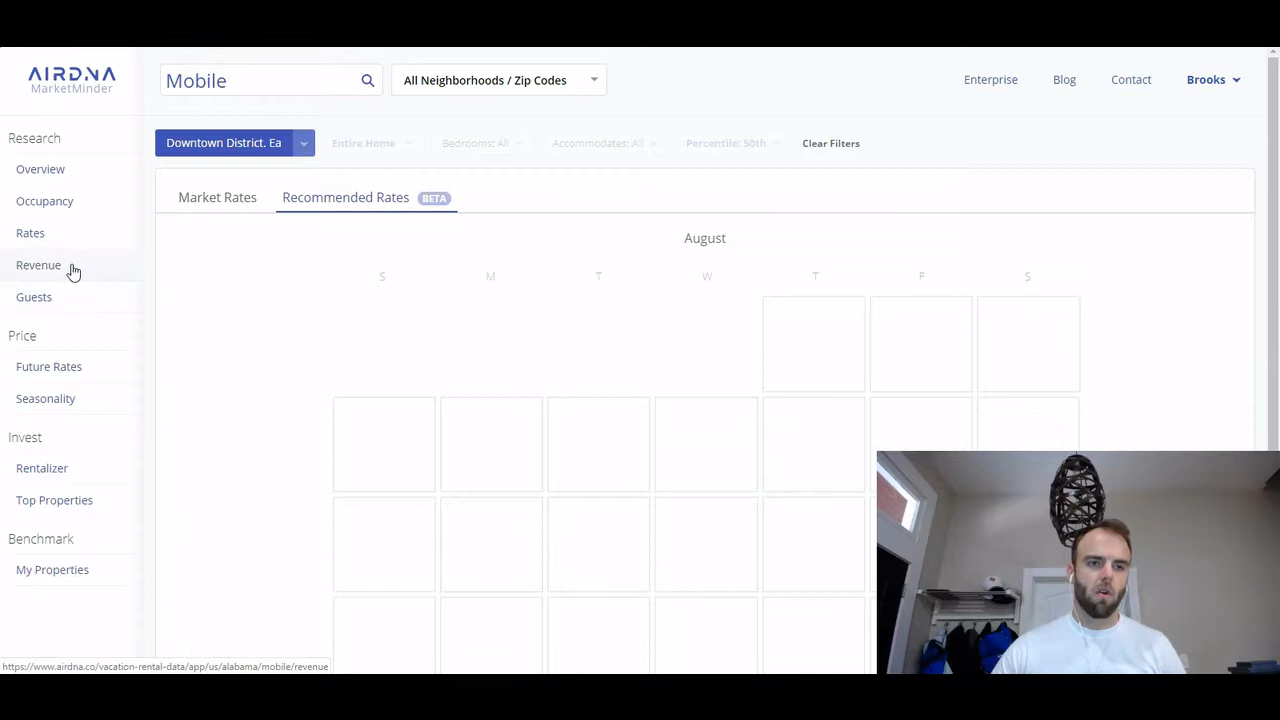 AIRDNA
MarketMinder
Mobile
All Neighborhoods / Zip Codes
Enterprise
Blog
Contact
Brooks
Research
Overview
Occupancy
Rates
Revenue
Guests
Price
Future Rates
Seasonality
Invest
Rentalizer
Top Properties
Benchmark
My Properties
Downtown District. Ea
Entire Home
Bedrooms: All
Accommodates: All
Percentile: 50th
Clear Filters
Market Rates
Recommended Rates BETA
August
S M T W T F S
https://www.airdna.co/vacation-rental-data/app/us/alabama/mobile/revenue